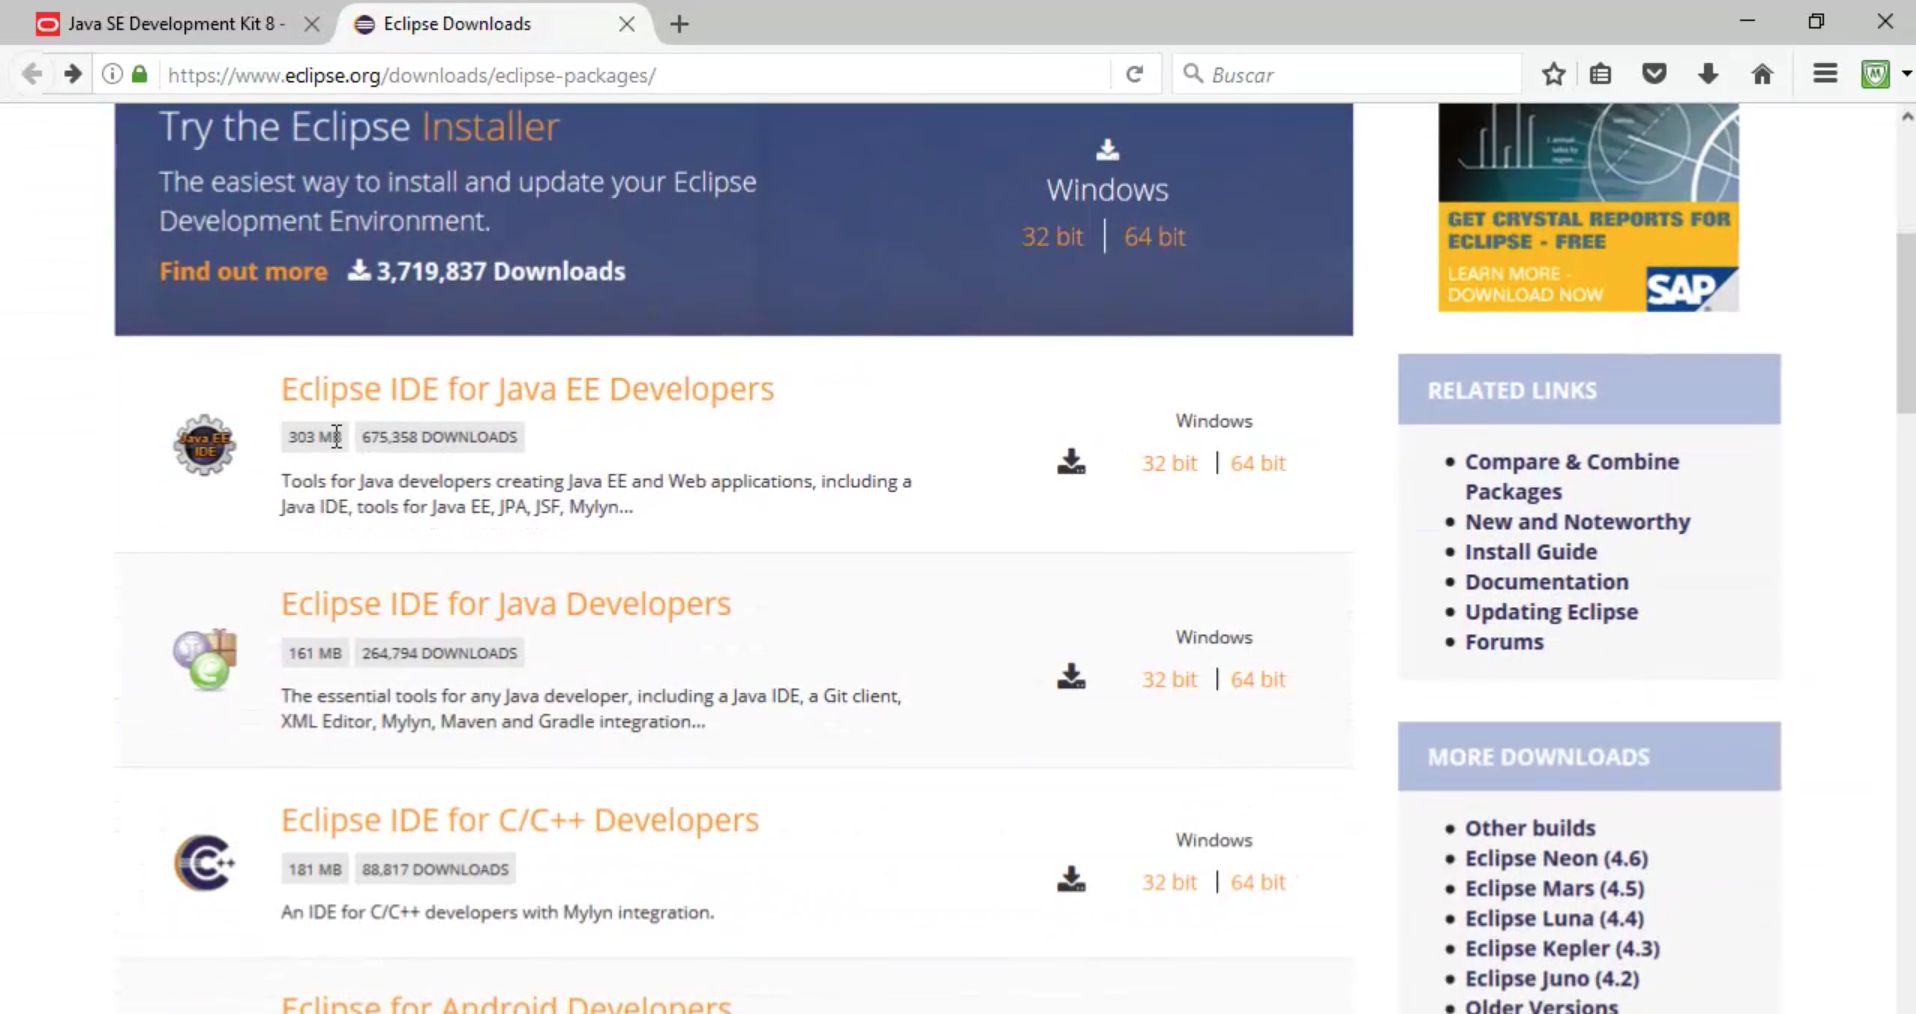 Java SE Development Kit 8 -
Eclipse Downloads
https://www.eclipse.org/downloads/eclipse-packages/
Buscar
Try the Eclipse Installer
The easiest way to install and update your Eclipse
Development Environment.
Find out more 3,719,837 Downloads
Windows
32 bit | 64 bit
GET CRYSTAL REPORTS FOR
ECLIPSE - FREE
LEARN MORE -
DOWNLOAD NOW
SAP
Eclipse IDE for Java EE Developers
Java EE
IDE
303 MB 675,358 DOWNLOADS
Tools for Java developers creating Java EE and Web applications, including a
Java IDE, tools for Java EE, JPA, JSF, Mylyn...
Windows
32 bit | 64 bit
Eclipse IDE for Java Developers
161 MB 264,794 DOWNLOADS
The essential tools for any Java developer, including a Java IDE, a Git client,
XML Editor, Mylyn, Maven and Gradle integration...
Windows
32 bit | 64 bit
Eclipse IDE for C/C++ Developers
C++
181 MB 88,817 DOWNLOADS
An IDE for C/C++ developers with Mylyn integration.
Windows
32 bit | 64 bit
Eclipse for Android Developers
RELATED LINKS
Compare & Combine
Packages
New and Noteworthy
Install Guide
Documentation
Updating Eclipse
Forums
MORE DOWNLOADS
Other builds
Eclipse Neon (4.6)
Eclipse Mars (4.5)
Eclipse Luna (4.4)
Eclipse Kepler (4.3)
Eclipse Juno (4.2)
Older Versions